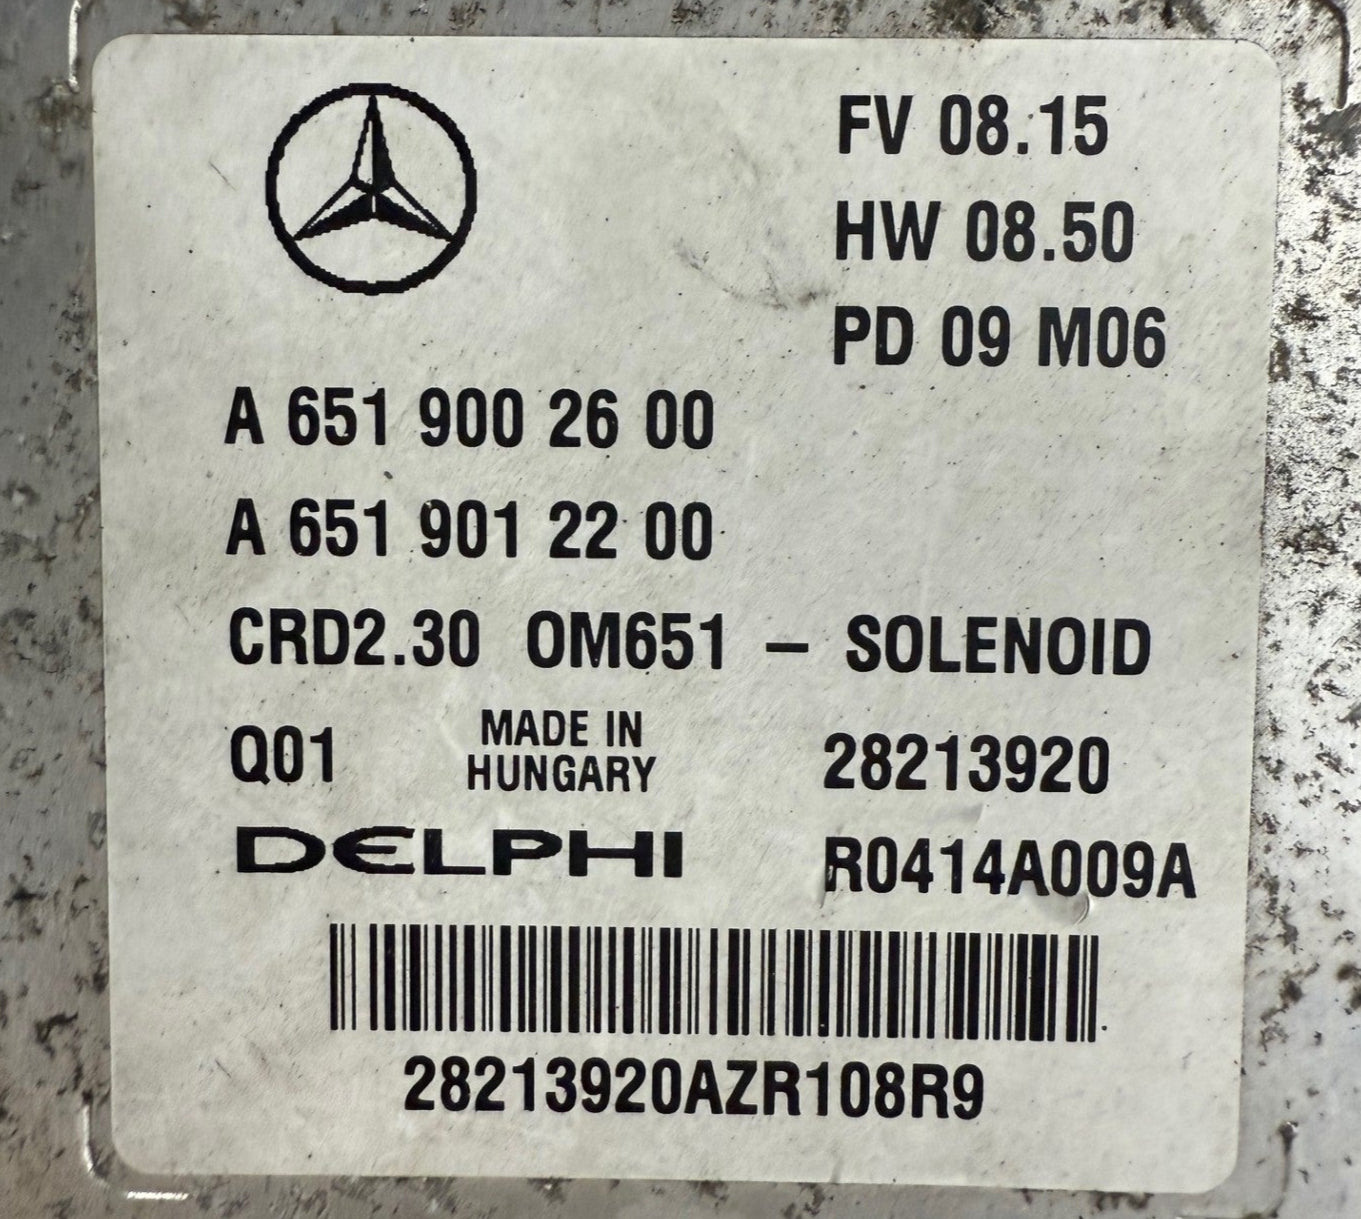 FV 08.15
HW 08.50
PD 09 M06
A 651 900 26 00
A 651 901 22 00
CRD2.30 OM651 – SOLENOID
Q01 MADE IN HUNGARY 28213920
DELPHI R0414A009A
28213920AZR108R9